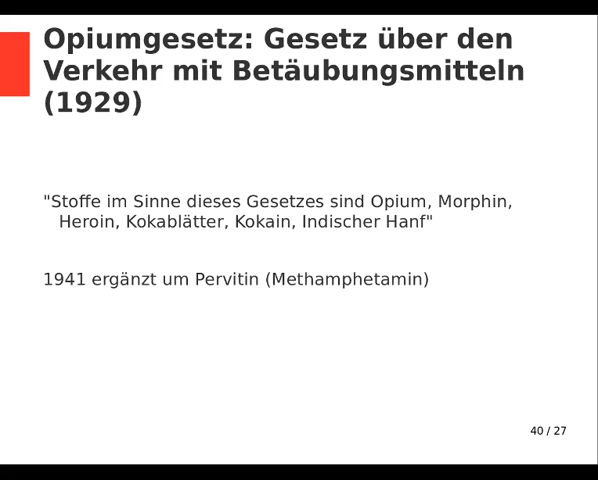 Opiumgesetz: Gesetz über den
Verkehr mit Betäubungsmitteln
(1929)
"Stoffe im Sinne dieses Gesetzes sind Opium, Morphin,
Heroin, Kokablätter, Kokain, Indischer Hanf"
1941 ergänzt um Pervitin (Methamphetamin)
40 / 27